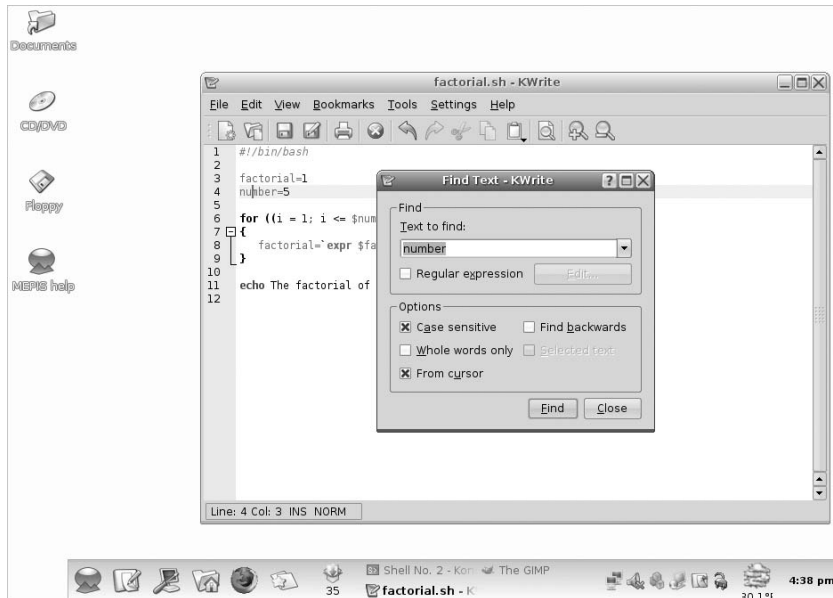 Documents
CD/DVD
Floppy
MEPIS help
factorial.sh - KWrite
File Edit View Bookmarks Tools Settings Help
1 #!/bin/bash
2
3 factorial=1
4 number=5
5
6 for ((i = 1; i <= $num
7 {
8 factorial=`expr $fa
9 }
10
11 echo The factorial of
12
Find Text - KWrite
Find
Text to find:
number
Regular expression Edit...
Options
Case sensitive Find backwards
Whole words only Selected text
From cursor
Find Close
Line: 4 Col: 3 INS NORM
35
Shell No. 2 - Kon The GIMP
factorial.sh - K
30.1°F
4:38 pm